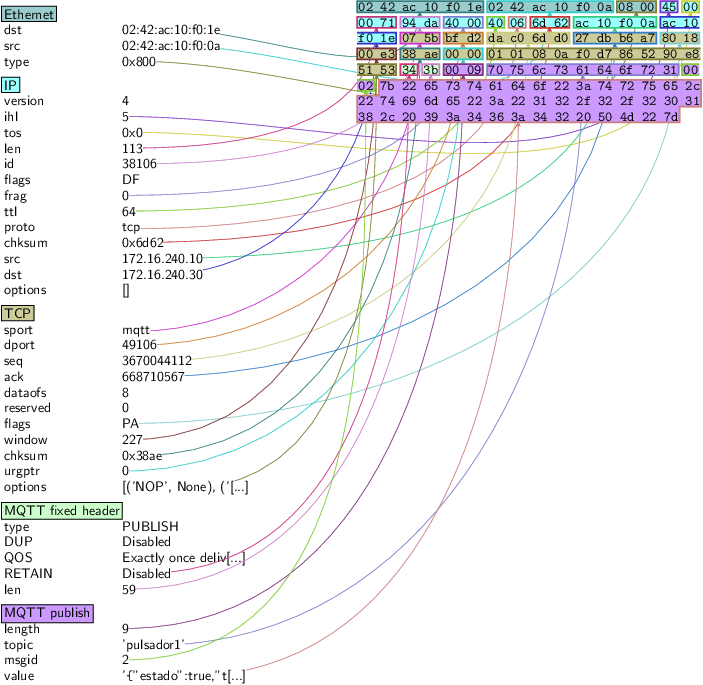 Ethernet
dst 02:42:ac:10:f0:1e
src 02:42:ac:10:f0:0a
type 0x800
IP
version 4
ihl 5
tos 0x0
len 113
id 38106
flags DF
frag 0
ttl 64
proto tcp
chksum 0x6d62
src 172.16.240.10
dst 172.16.240.30
options []
TCP
sport mqtt
dport 49106
seq 3670044112
ack 668710567
dataofs 8
reserved 0
flags PA
window 227
chksum 0x38ae
urgptr 0
options [('NOP', None), ('[...]
MQTT fixed header
type PUBLISH
DUP Disabled
QOS Exactly once deliv[...]
RETAIN Disabled
len 59
MQTT publish
length 9
topic 'pulsador1'
msgid 2
value '{"estado":true,"t[...]
02 42 ac 10 f0 1e 02 42 ac 10 f0 0a 08 00 45 00
00 71 94 da 40 00 40 06 6d 62 ac 10 f0 0a ac 10
f0 1e 07 5b bf d2 da c0 6d d0 27 db b6 a7 80 18
00 e3 38 ae 00 00 01 01 08 0a f0 d7 86 52 90 e8
51 53 34 3b 00 09 70 75 6c 73 61 64 6f 72 31 00
02 7b 22 65 73 74 61 64 6f 22 3a 74 72 75 65 2c
22 74 69 6d 65 22 3a 22 31 32 2f 32 2f 32 30 31
38 2c 20 39 3a 34 36 3a 34 32 20 50 4d 22 7d